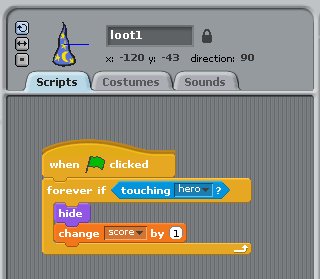 loot1
x: -120 y: -43 direction: 90
Scripts Costumes Sounds
when clicked
forever if touching hero ?
hide
change score by 1